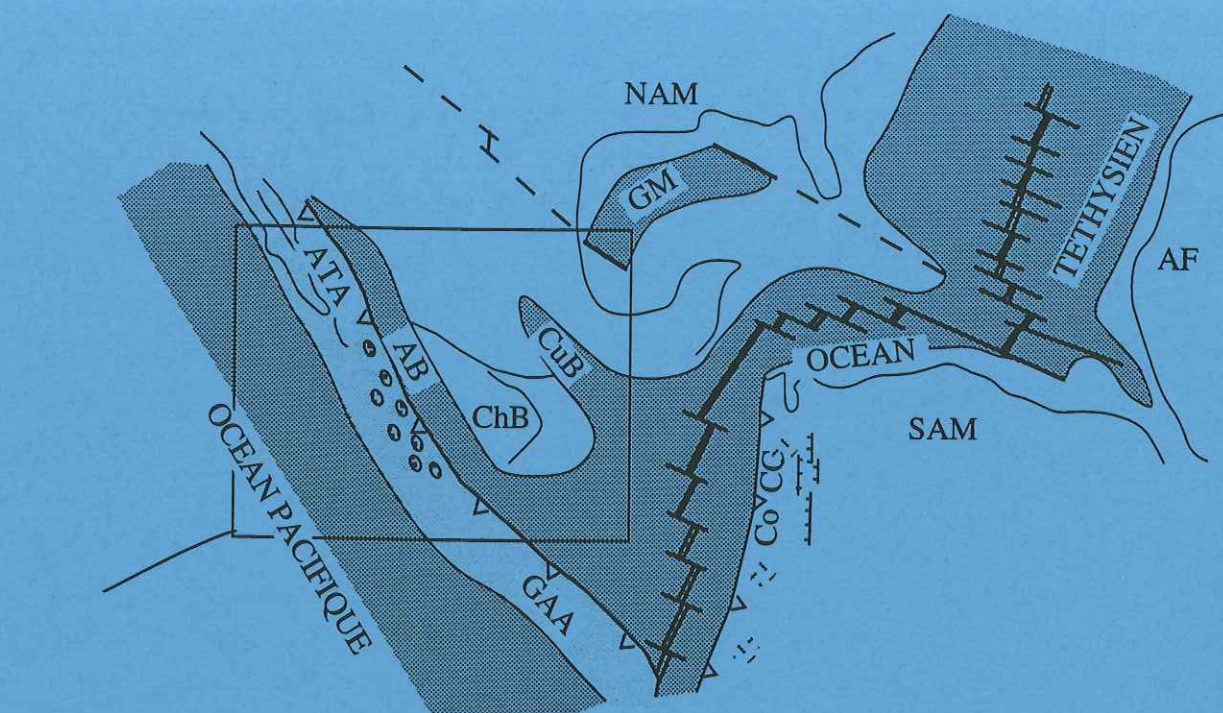 NAM
GM
TETHYSIEN
AF
ATA
AB
CuB
OCEAN
ChB
SAM
OCEAN PACIFIQUE
CG
Co
GAA